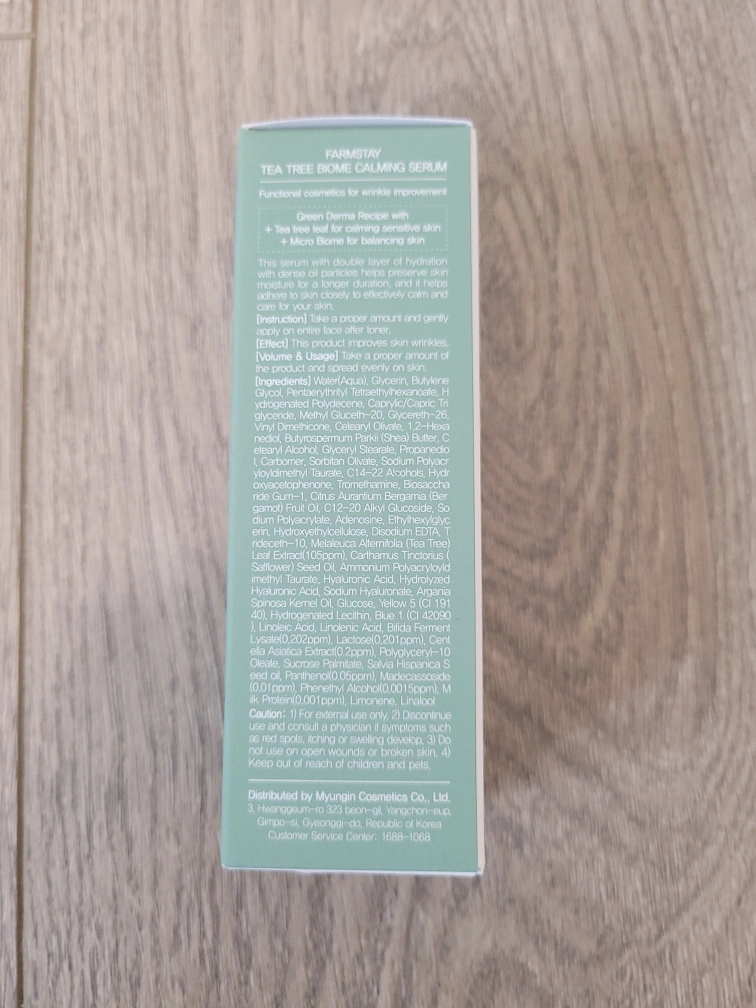 FARMSTAY
TEA TREE BIOME CALMING SERUM
Functional cosmetics for wrinkle improvement
Green Derma Recipe with
+ Tea tree leaf for calming sensitive skin
+ Micro Biome for balancing skin
This serum with double layer of hydration
with dense oil particles helps preserve skin
moisture for a longer duration, and it helps
adhere to skin closely to effectively calm and
care for your skin.
[Instruction] Take a proper amount and gently
apply on entire face after toner.
[Effect] This product improves skin wrinkles.
[Volume & Usage] Take a proper amount of
the product and spread evenly on skin.
[Ingredients] Water(Aqua), Glycerin, Butylene
Glycol, Pentaerythrityl Tetraethylhexanoate, H
ydrogenated Polydecene, Caprylic/Capric Tri
glyceride, Methyl Gluceth-20, Glycereth-26,
Vinyl Dimethicone, Cetearyl Olivate, 1,2-Hexa
nediol, Butyrospermum Parkii (Shea) Butter, C
etearyl Alcohol, Glyceryl Stearate, Propanedio
l, Carbomer, Sorbitan Olivate, Sodium Polyacr
yloyldimethyl Taurate, C14-22 Alcohols, Hydr
oxyacetophenone, Tromethamine, Biosaccha
ride Gum-1, Citrus Aurantium Bergamia (Ber
gamot) Fruit Oil, C12-20 Alkyl Glucoside, So
dium Polyacrylate, Adenosine, Ethylhexylglyc
erin, Hydroxyethylcellulose, Disodium EDTA, T
rideceth-10, Melaleuca Alternifolia (Tea Tree)
Leaf Extract(105ppm), Carthamus Tinctorius (
Safflower) Seed Oil, Ammonium Polyacryloyld
imethyl Taurate, Hyaluronic Acid, Hydrolyzed
Hyaluronic Acid, Sodium Hyaluronate, Argania
Spinosa Kernel Oil, Glucose, Yellow 5 (CI 191
40), Hydrogenated Lecithin, Blue 1 (CI 42090
), Linoleic Acid, Linolenic Acid, Bifida Ferment
Lysate(0.202ppm), Lactose(0.201ppm), Cent
ella Asiatica Extract(0.2ppm), Polyglyceryl-10
Oleate, Sucrose Palmitate, Salvia Hispanica S
eed oil, Panthenol(0.05ppm), Madecassoside
(0.01ppm), Phenethyl Alcohol(0.0015ppm), M
ilk Protein(0.001ppm), Limonene, Linalool
Caution: 1) For external use only. 2) Discontinue
use and consult a physician if symptoms such
as red spots, itching or swelling develop. 3) Do
not use on open wounds or broken skin. 4)
Keep out of reach of children and pets.
Distributed by Myungin Cosmetics Co., Ltd.
3, Hwanggeum-ro 323 beon-gil, Yangchon-eup,
Gimpo-si, Gyeonggi-do, Republic of Korea
Customer Service Center: 1688-1068